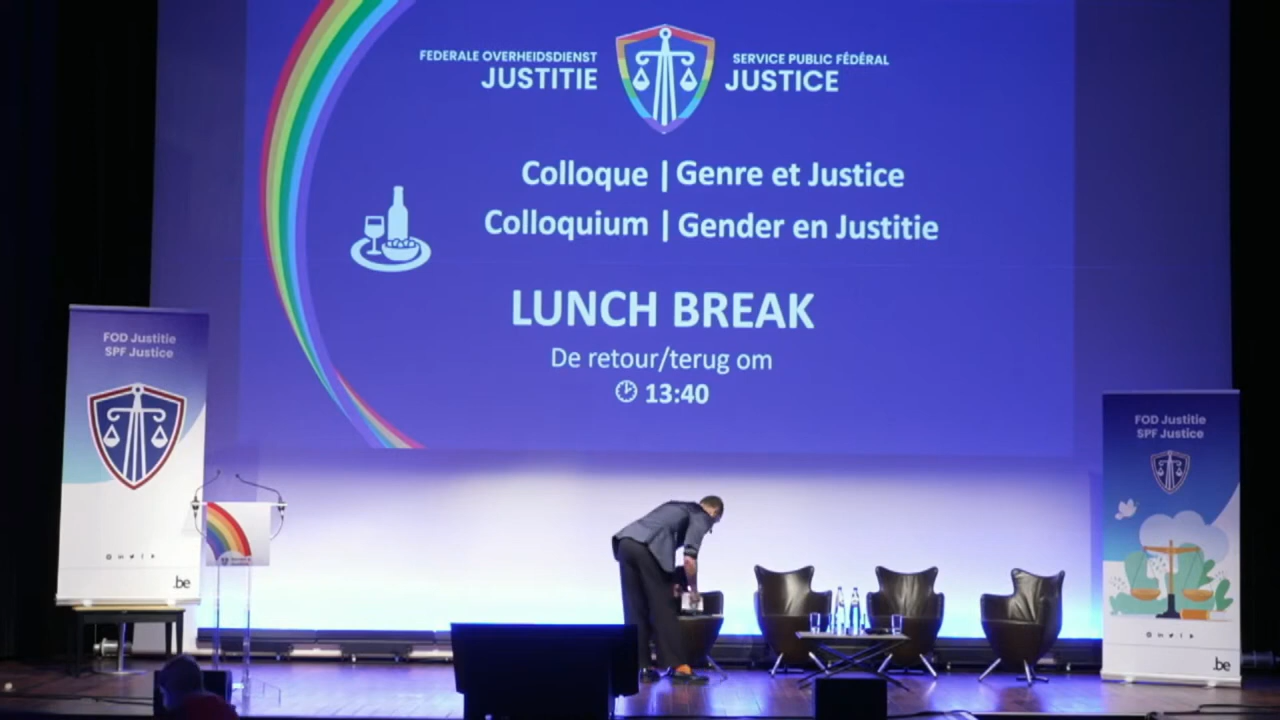 FEDERALE OVERHEIDSDIENST
JUSTITIE
SERVICE PUBLIC FÉDÉRAL
JUSTICE
Colloque | Genre et Justice
Colloquium | Gender en Justitie
LUNCH BREAK
De retour/terug om
13:40
FOD Justitie
SPF Justice
.be
FOD Justitie
SPF Justice
.be